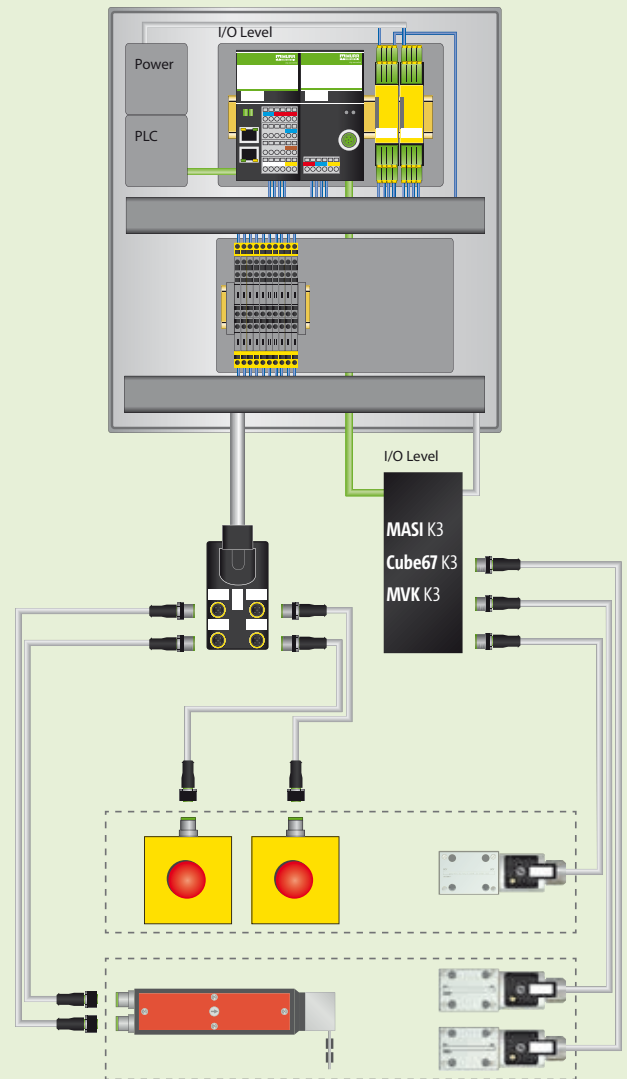 I/O Level
Power
PLC
I/O Level
MASI K3
Cube67 K3
MVK K3